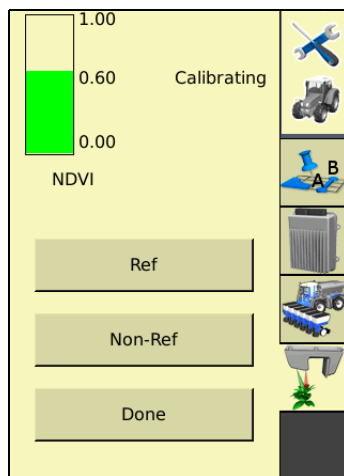 1.00
0.60
Calibrating
0.00
NDVI
B
A
Ref
Non-Ref
Done